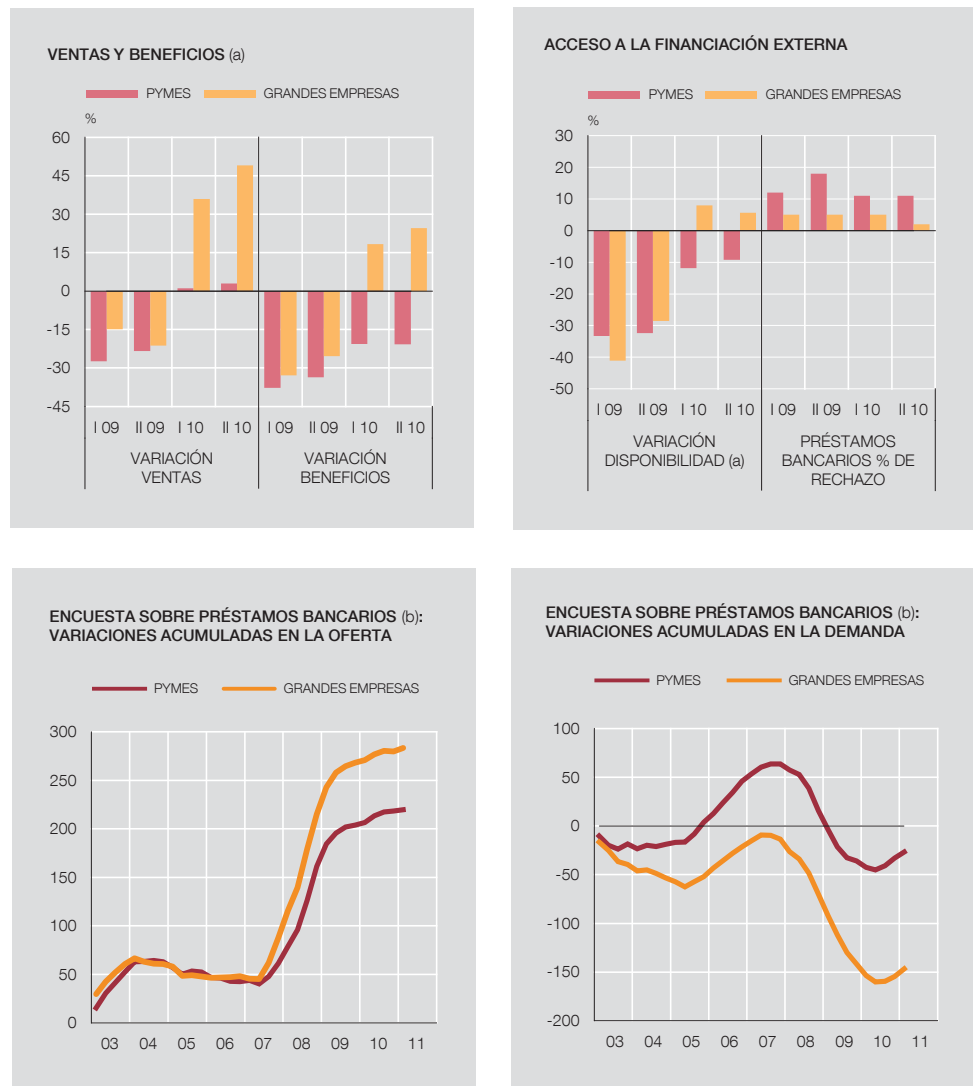 VENTAS Y BENEFICIOS (a)
PYMES GRANDES EMPRESAS
%
60
45
30
15
0
-15
-30
-45
I 09 II 09 I 10 II 10 I 09 II 09 I 10 II 10
VARIACIÓN VENTAS
VARIACIÓN BENEFICIOS
ACCESO A LA FINANCIACIÓN EXTERNA
PYMES GRANDES EMPRESAS
%
30
20
10
0
-10
-20
-30
-40
-50
I 09 II 09 I 10 II 10 I 09 II 09 I 10 II 10
VARIACIÓN
DISPONIBILIDAD (a)
PRÉSTAMOS
BANCARIOS % DE
RECHAZO
ENCUESTA SOBRE PRÉSTAMOS BANCARIOS (b):
VARIACIONES ACUMULADAS EN LA OFERTA
PYMES GRANDES EMPRESAS
300
250
200
150
100
50
0
03 04 05 06 07 08 09 10 11
ENCUESTA SOBRE PRÉSTAMOS BANCARIOS (b):
VARIACIONES ACUMULADAS EN LA DEMANDA
PYMES GRANDES EMPRESAS
100
50
0
-50
-100
-150
-200
03 04 05 06 07 08 09 10 11